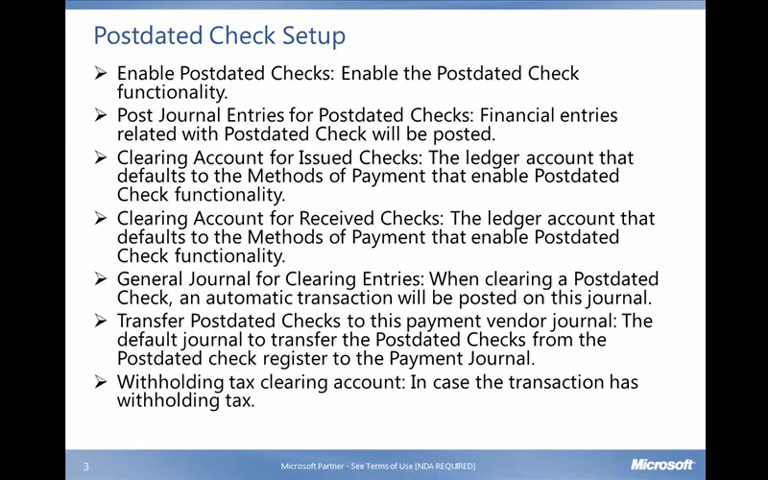 Postdated Check Setup
➢ Enable Postdated Checks: Enable the Postdated Check
functionality.
➢ Post Journal Entries for Postdated Checks: Financial entries
related with Postdated Check will be posted.
➢ Clearing Account for Issued Checks: The ledger account that
defaults to the Methods of Payment that enable Postdated
Check functionality.
➢ Clearing Account for Received Checks: The ledger account that
defaults to the Methods of Payment that enable Postdated
Check functionality.
➢ General Journal for Clearing Entries: When clearing a Postdated
Check, an automatic transaction will be posted on this journal.
➢ Transfer Postdated Checks to this payment vendor journal: The
default journal to transfer the Postdated Checks from the
Postdated check register to the Payment Journal.
➢ Withholding tax clearing account: In case the transaction has
withholding tax.
3 Microsoft Partner - See Terms of Use [NDA REQUIRED] Microsoft